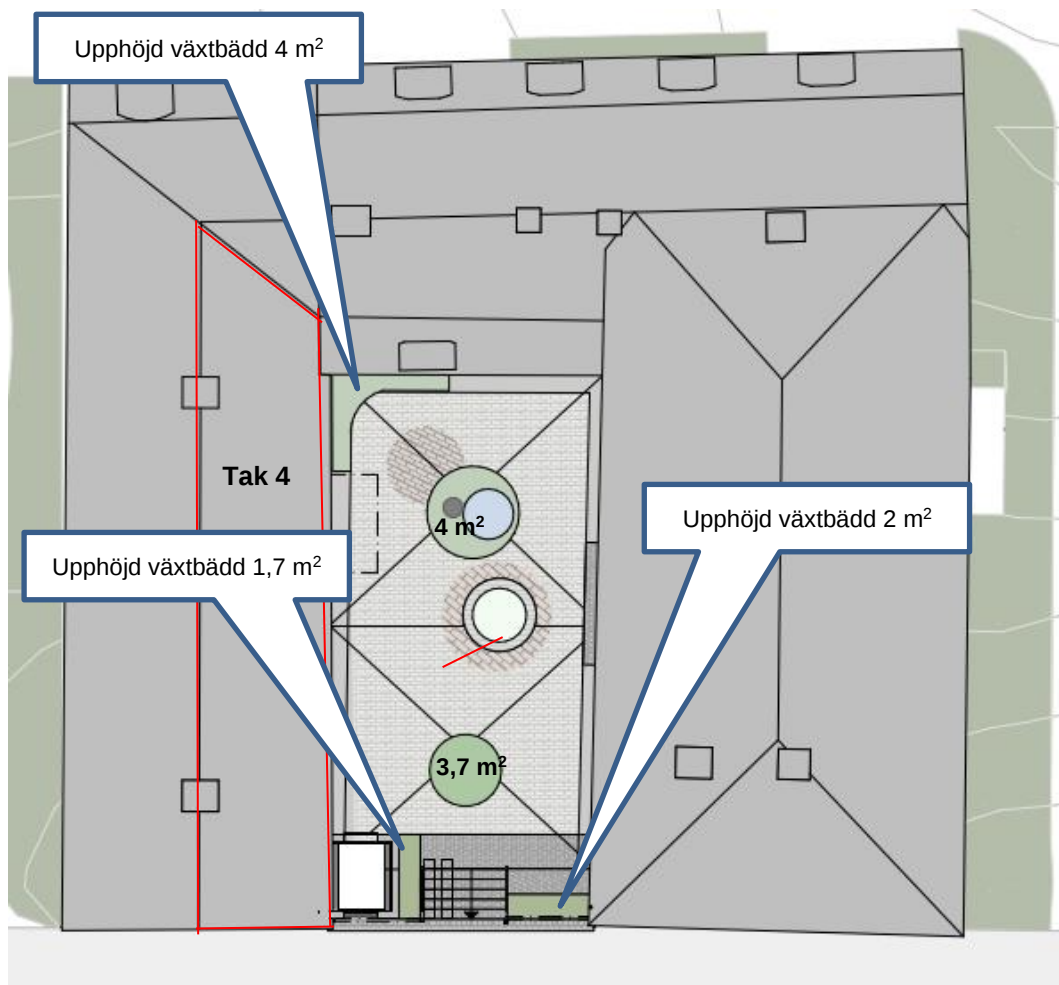 Upphöjd växtbädd 4 m²
Tak 4
4 m²
Upphöjd växtbädd 2 m²
Upphöjd växtbädd 1,7 m²
3,7 m²